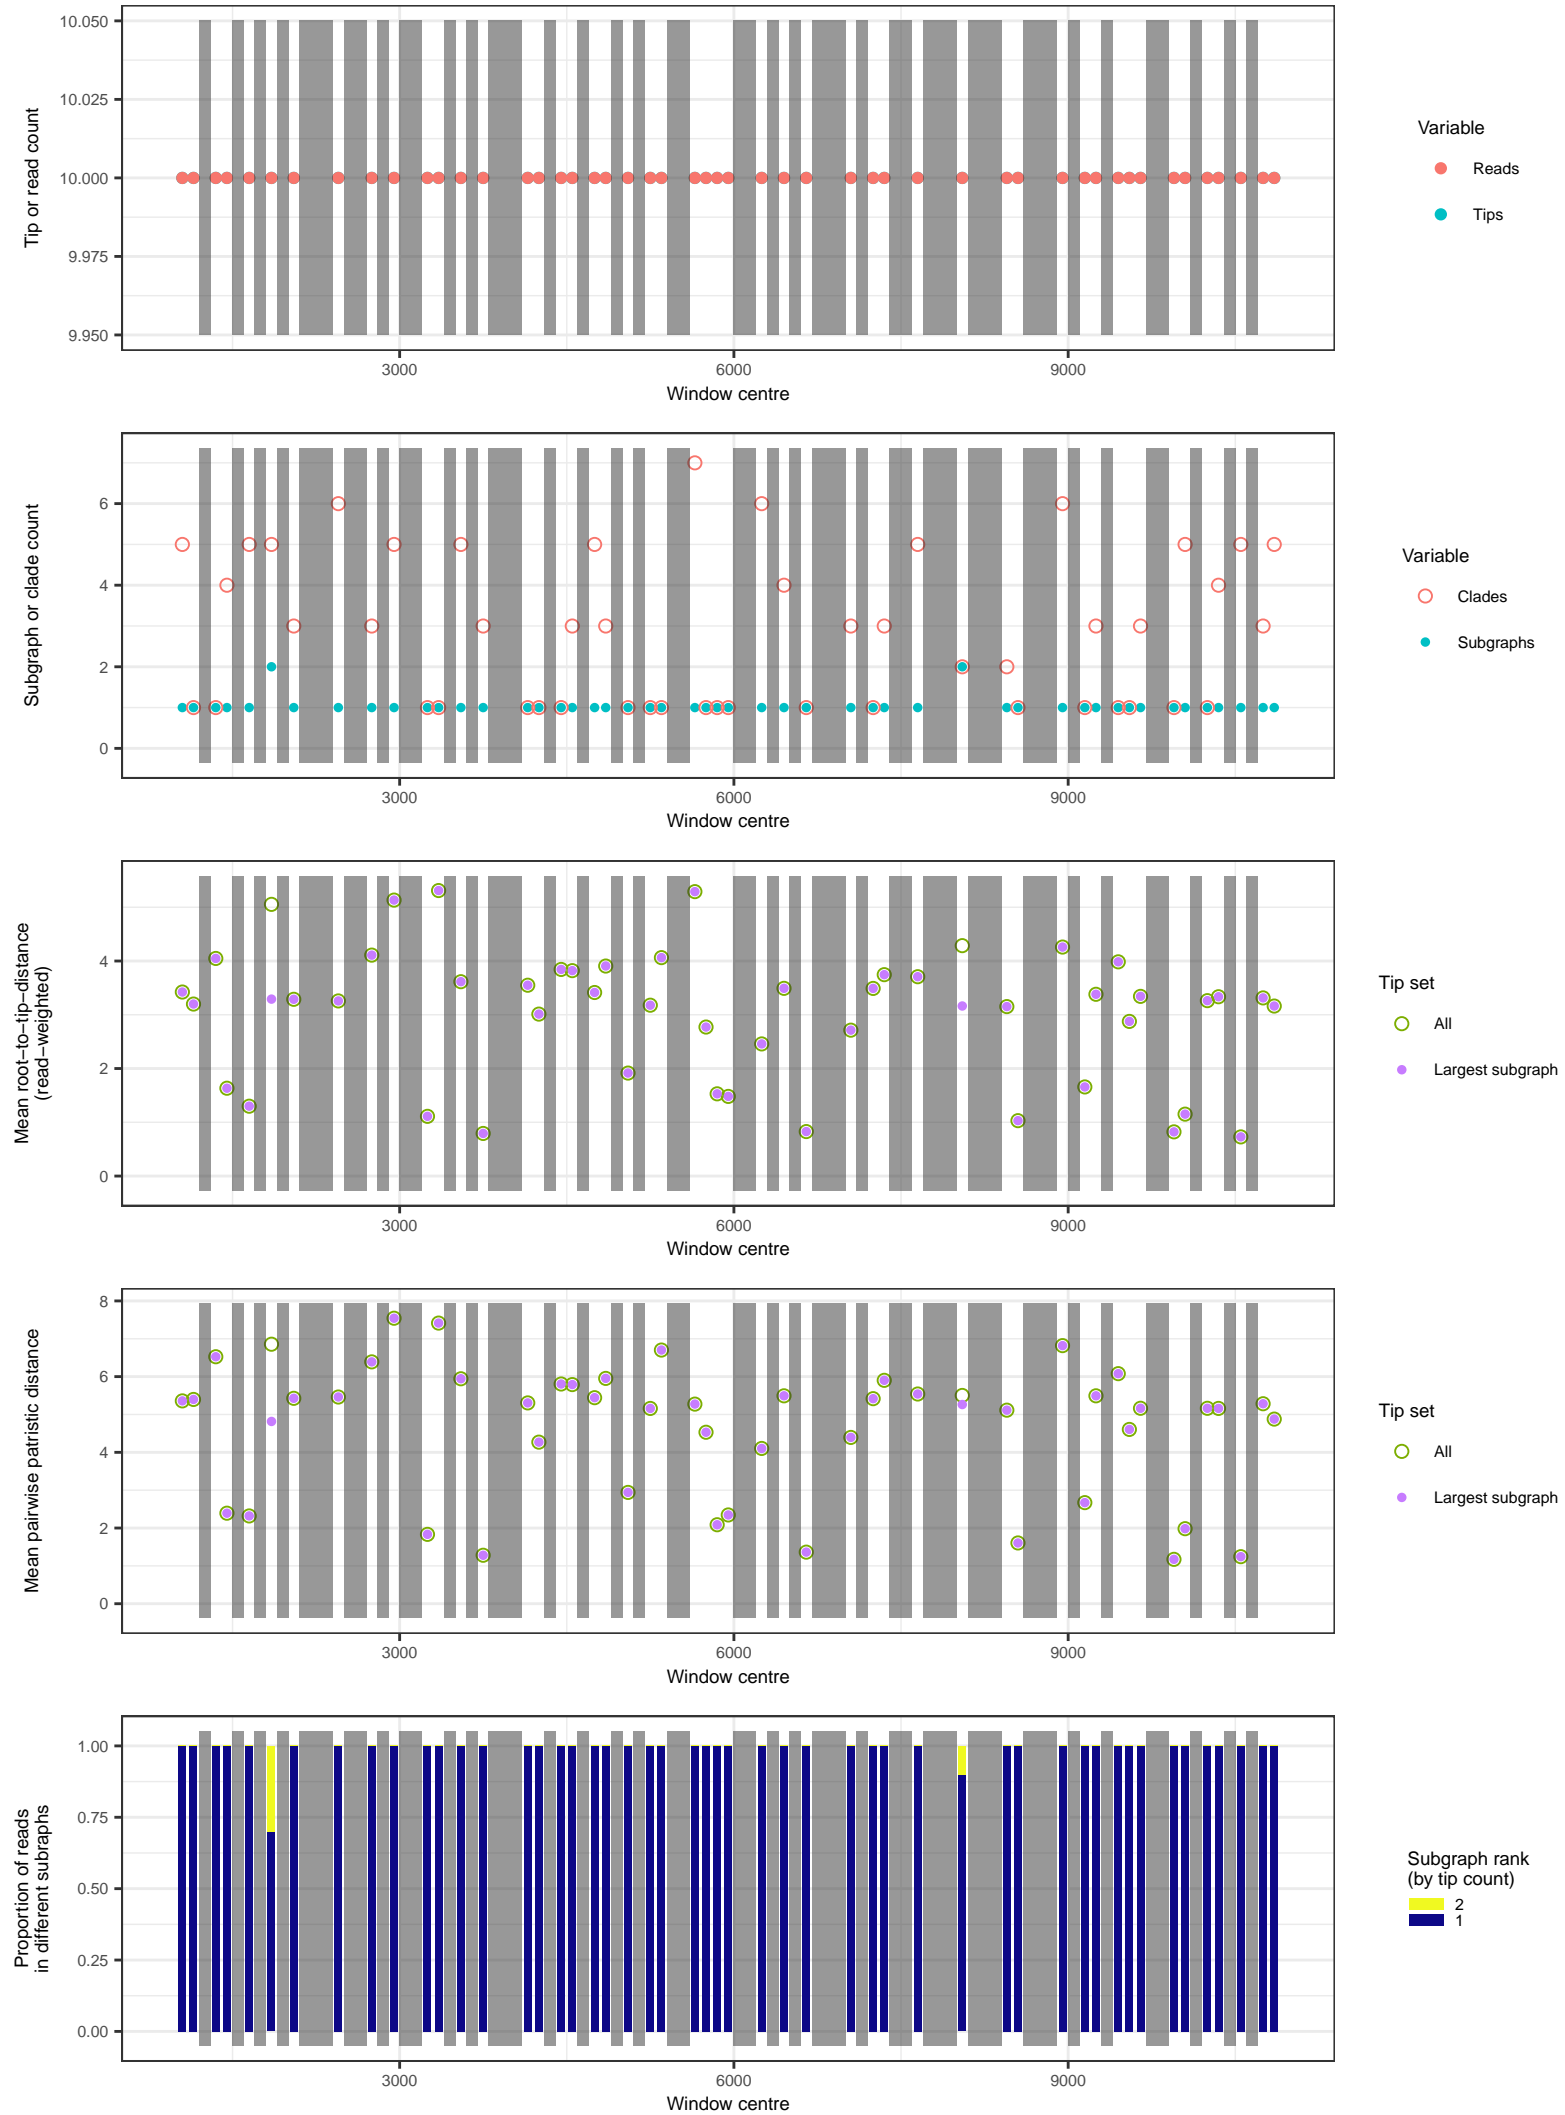 10.050
10.025
10.000
9.975
9.950
Tip or read count
3000
6000
9000
Window centre
Variable
Reads
Tips
6
4
2
0
Subgraph or clade count
3000
6000
9000
Window centre
Variable
Clades
Subgraphs
4
2
0
Mean root−to−tip−distance
(read−weighted)
3000
6000
9000
Window centre
Tip set
All
Largest subgraph
8
6
4
2
0
Mean pairwise patristic distance
3000
6000
9000
Window centre
Tip set
All
Largest subgraph
1.00
0.75
0.50
0.25
0.00
Proportion of reads
in different subraphs
3000
6000
9000
Window centre
Subgraph rank
(by tip count)
2
1